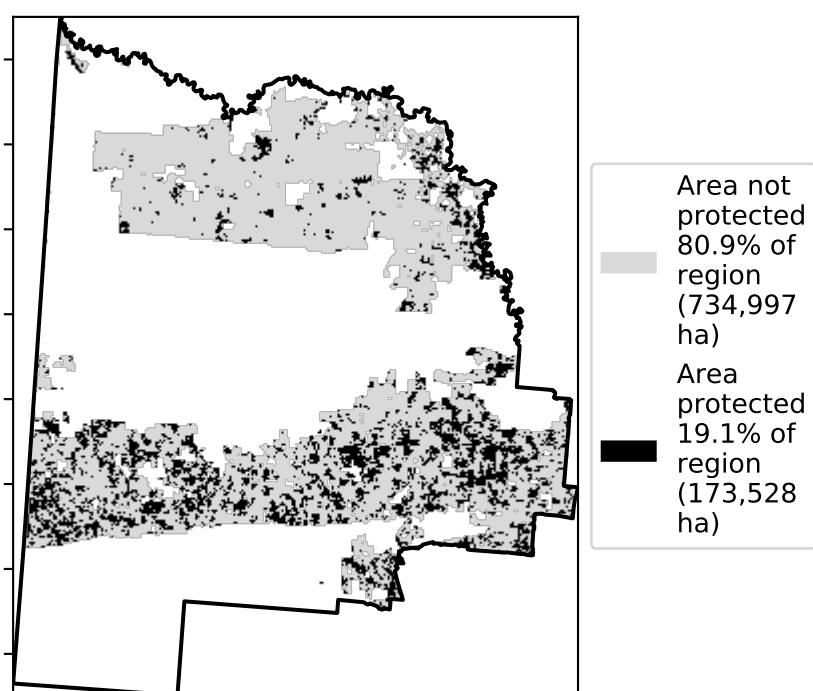 Area not
protected
80.9% of
region
(734,997
ha)
Area
protected
19.1% of
region
(173,528
ha)